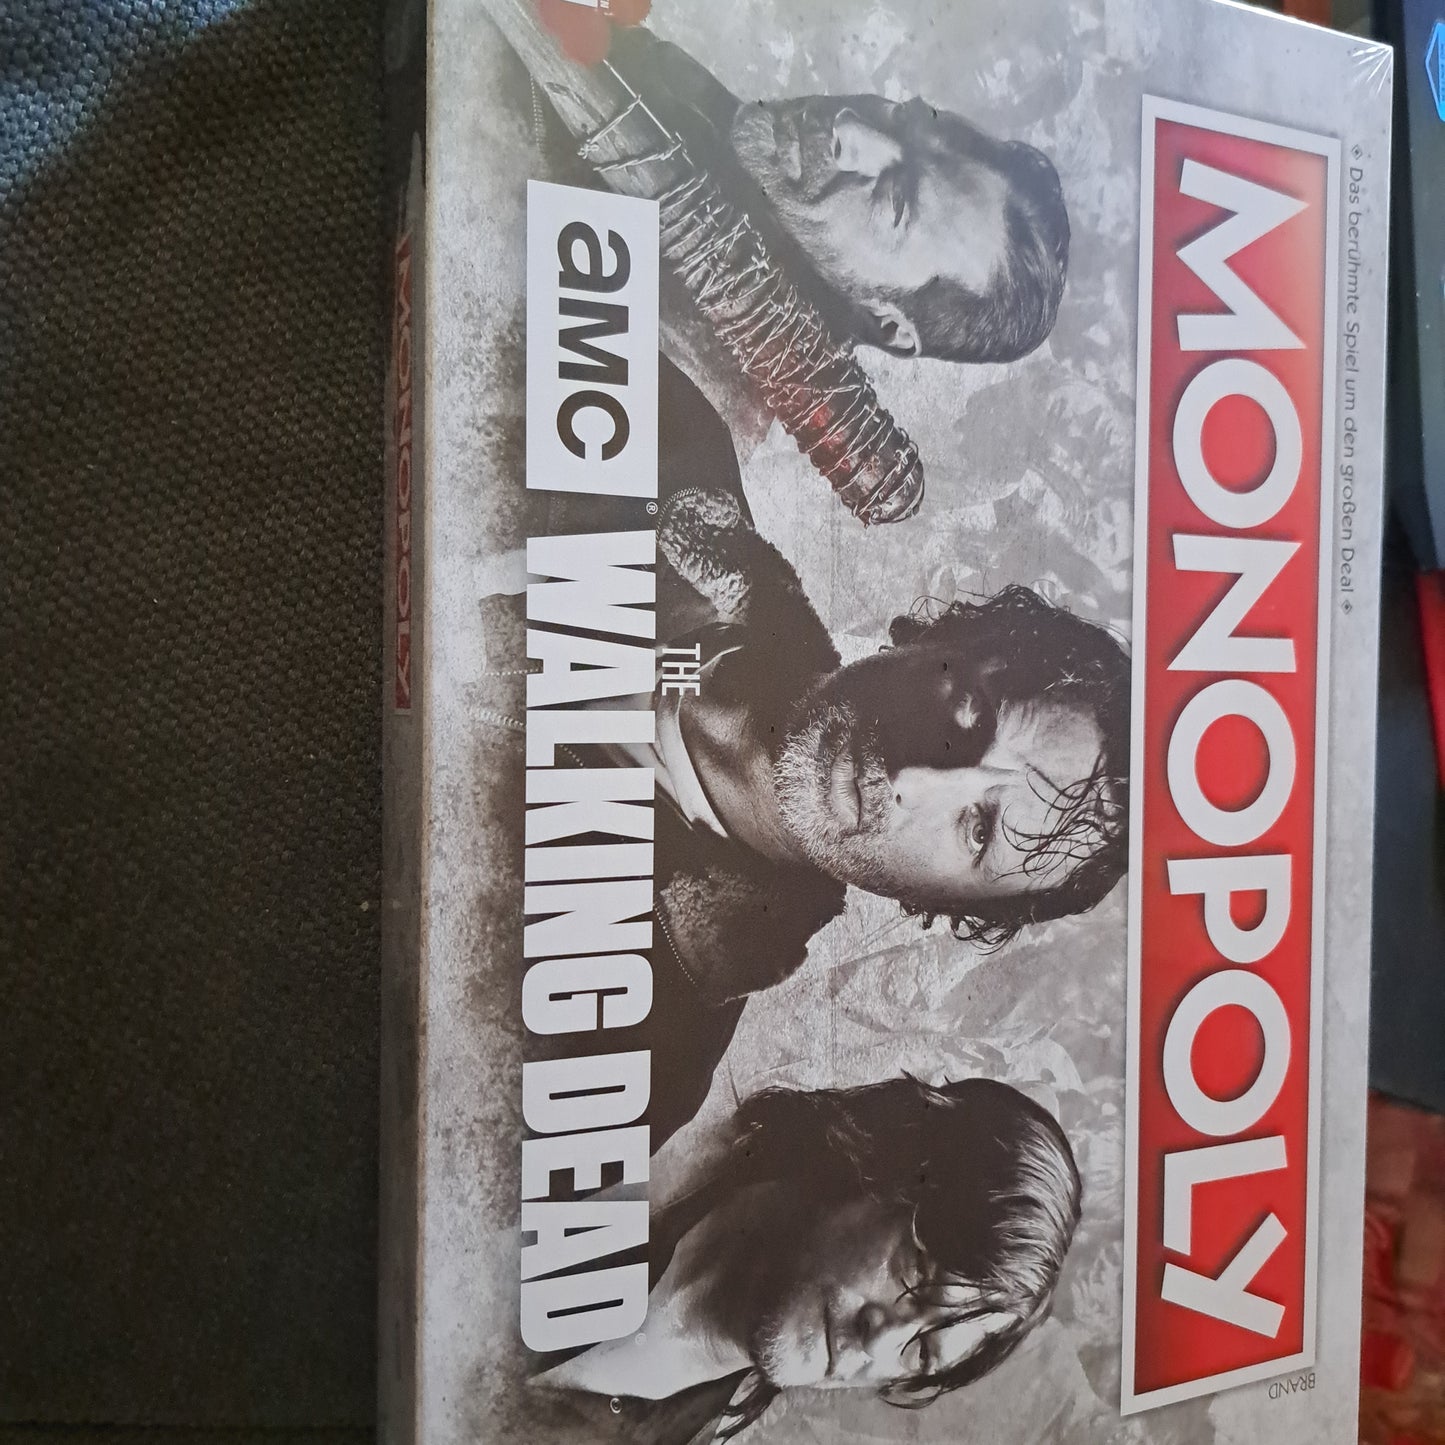 ◆ Das berühmte Spiel um den großen Deal ◆
MONOPOLY
BRAND
THE
amc® WALKING DEAD
©
©
MONOPOLY